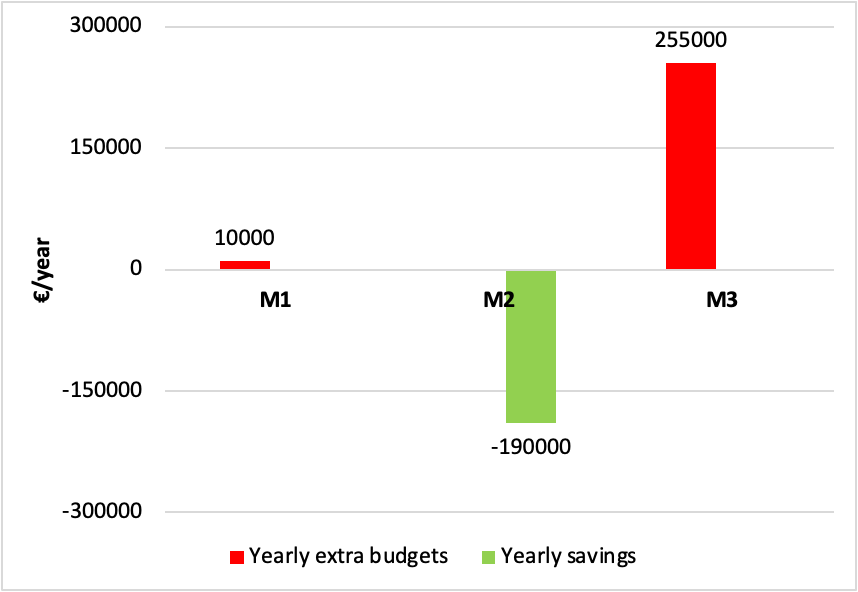 300000
255000
150000
10000
0
€/year
M1
M2
M3
-150000
-190000
-300000
Yearly extra budgets
Yearly savings